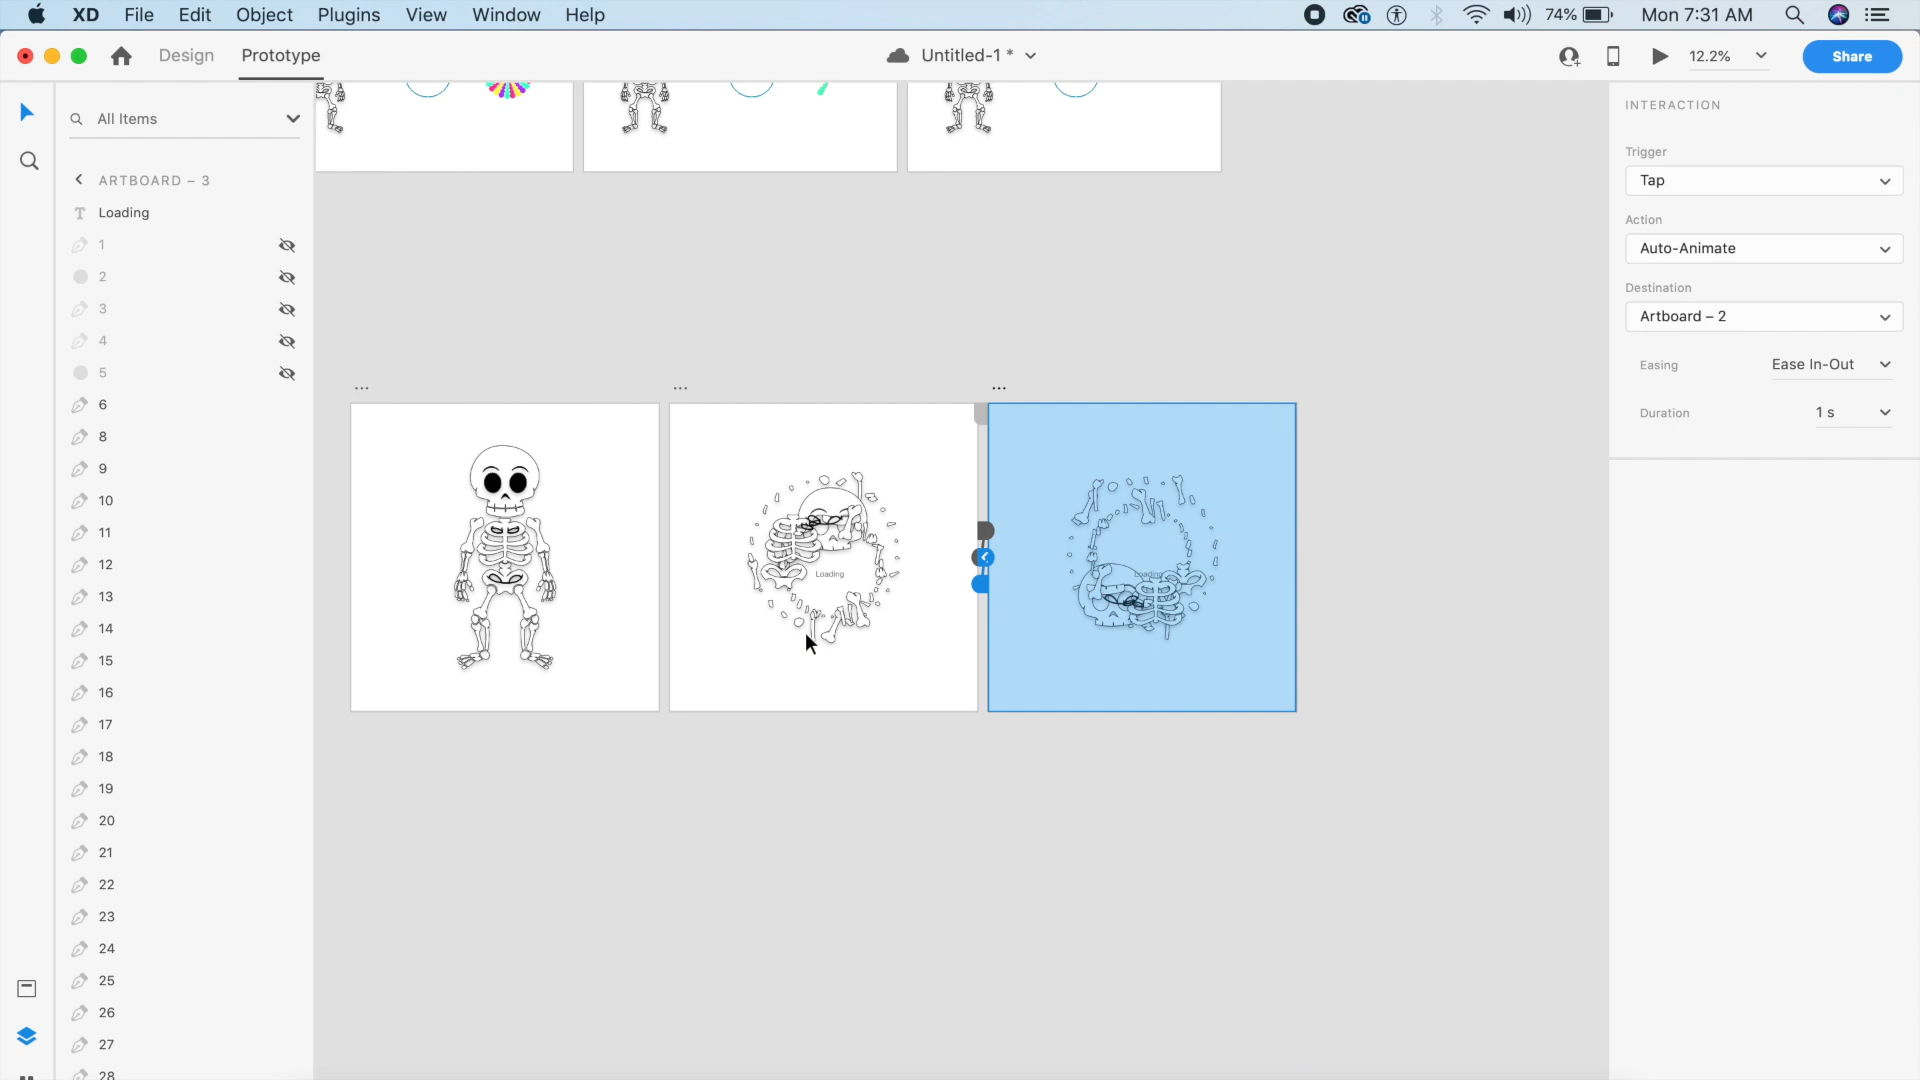 XD File Edit Object Plugins View Window Help
74% Mon 7:31 AM
Design Prototype
Untitled-1 *
12.2%
Share
All Items
ARTBOARD – 3
Loading
1
2
3
4
5
6
8
9
10
11
12
13
14
15
16
17
18
19
20
21
22
23
24
25
26
27
28
...
...
...
Loading
Loading
INTERACTION
Trigger
Tap
Action
Auto-Animate
Destination
Artboard – 2
Easing Ease In-Out
Duration 1 s